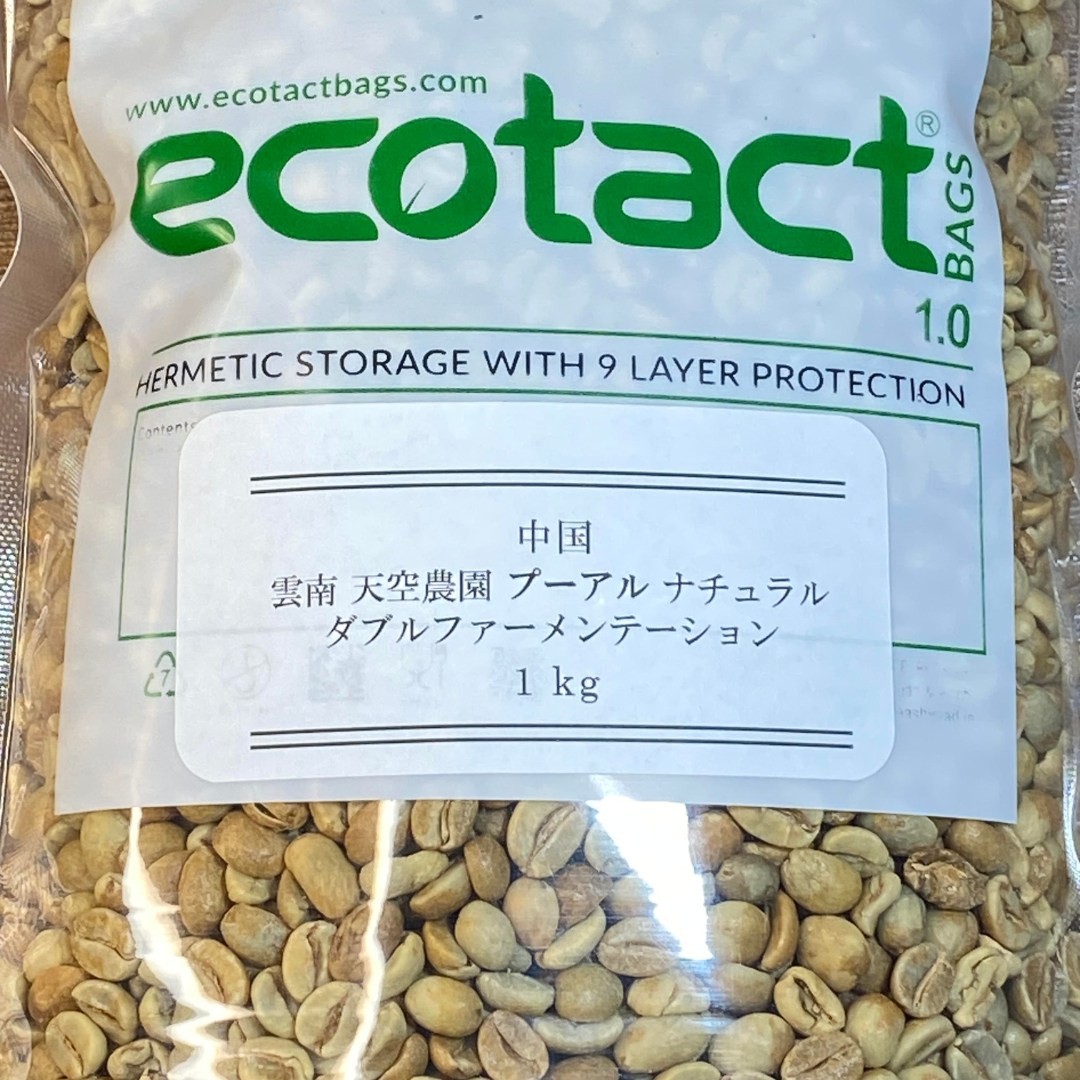 www.ecotactbags.com
ecotact®
BAGS
1.0
HERMETIC STORAGE WITH 9 LAYER PROTECTION
Contents
中国
雲南 天空農園 プーアル ナチュラル
ダブルファーメンテーション
1 kg
7